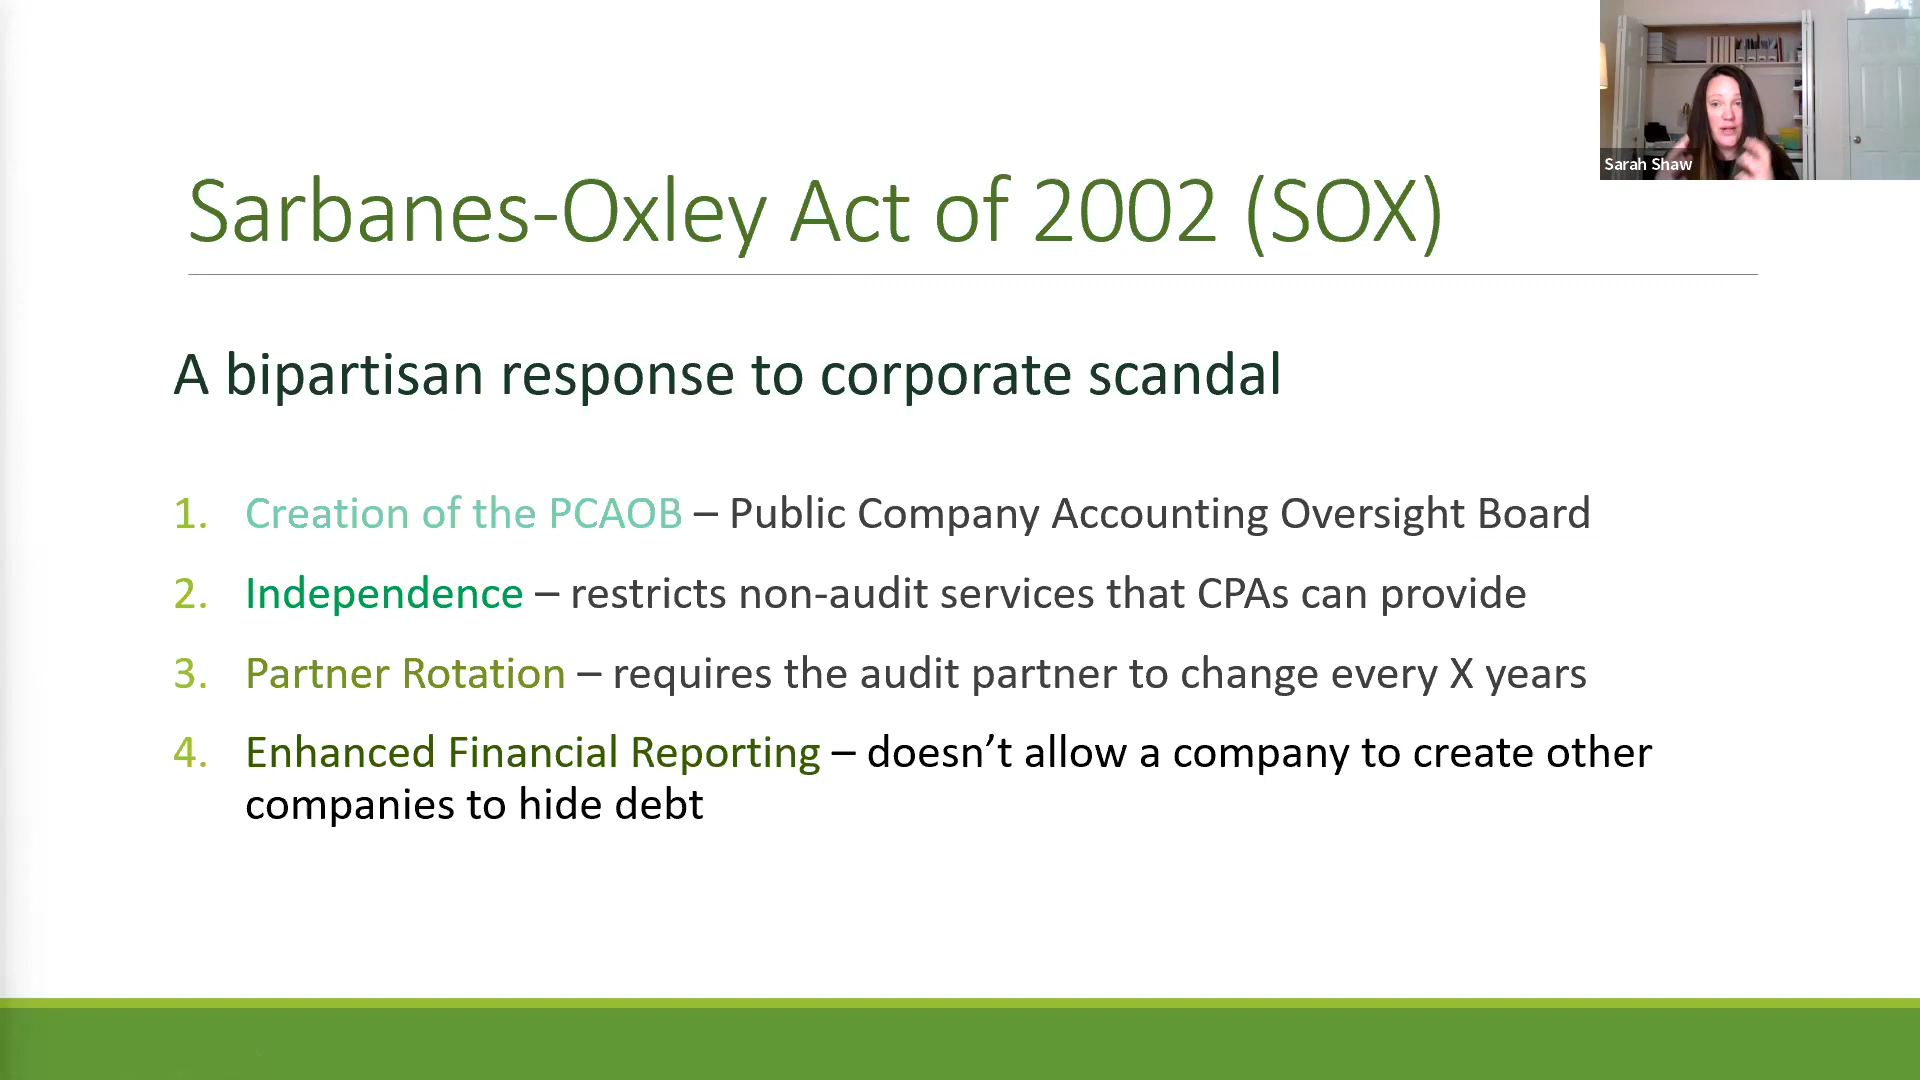 Sarah Shaw
Sarbanes-Oxley Act of 2002 (SOX)
A bipartisan response to corporate scandal
1. Creation of the PCAOB – Public Company Accounting Oversight Board
2. Independence – restricts non-audit services that CPAs can provide
3. Partner Rotation – requires the audit partner to change every X years
4. Enhanced Financial Reporting – doesn’t allow a company to create other
companies to hide debt